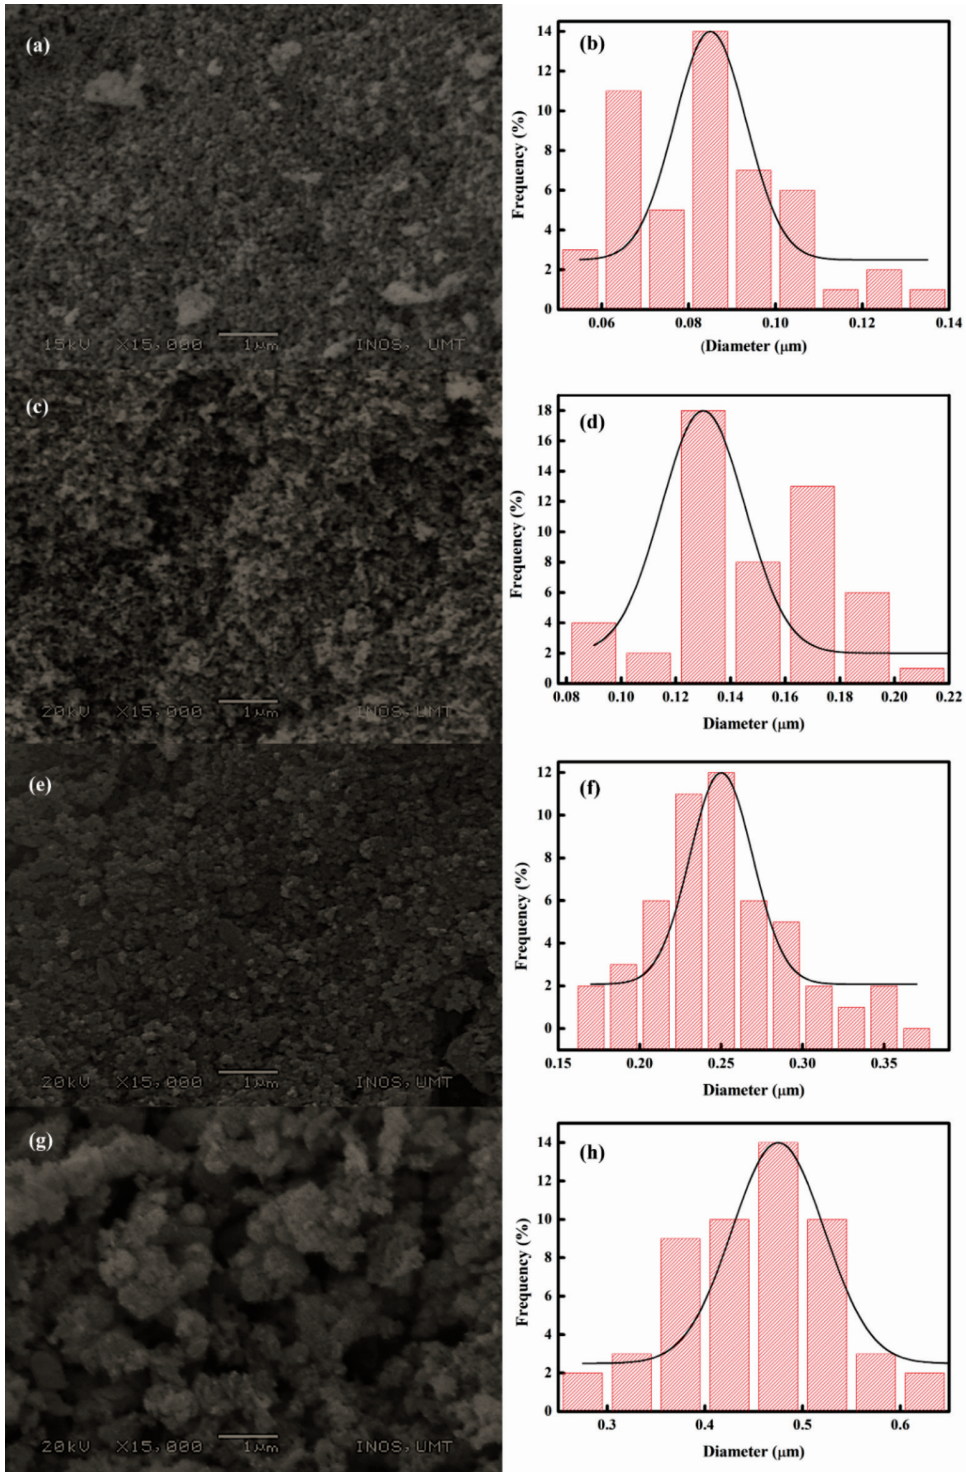 (a)
15kV X15,000 1μm INOS, UMT
(b)
Frequency (%)
14
12
10
8
6
4
2
0
0.06 0.08 0.10 0.12 0.14
(Diameter (μm)
(c)
20kV X15,000 1μm INOS, UMT
(d)
Frequency (%)
18
16
14
12
10
8
6
4
2
0
0.08 0.10 0.12 0.14 0.16 0.18 0.20 0.22
Diameter (μm)
(e)
20kV X15,000 1μm INOS, UMT
(f)
Frequency (%)
12
10
8
6
4
2
0
0.15 0.20 0.25 0.30 0.35
Diameter (μm)
(g)
20kV X15,000 1μm INOS, UMT
(h)
Frequency (%)
14
12
10
8
6
4
2
0
0.3 0.4 0.5 0.6
Diameter (μm)